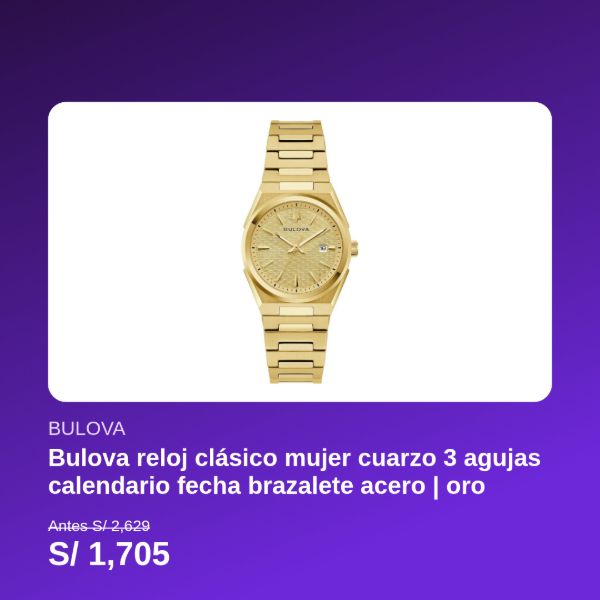 BULOVA
BULOVA
Bulova reloj clásico mujer cuarzo 3 agujas
calendario fecha brazalete acero | oro
Antes S/ 2,629
S/ 1,705